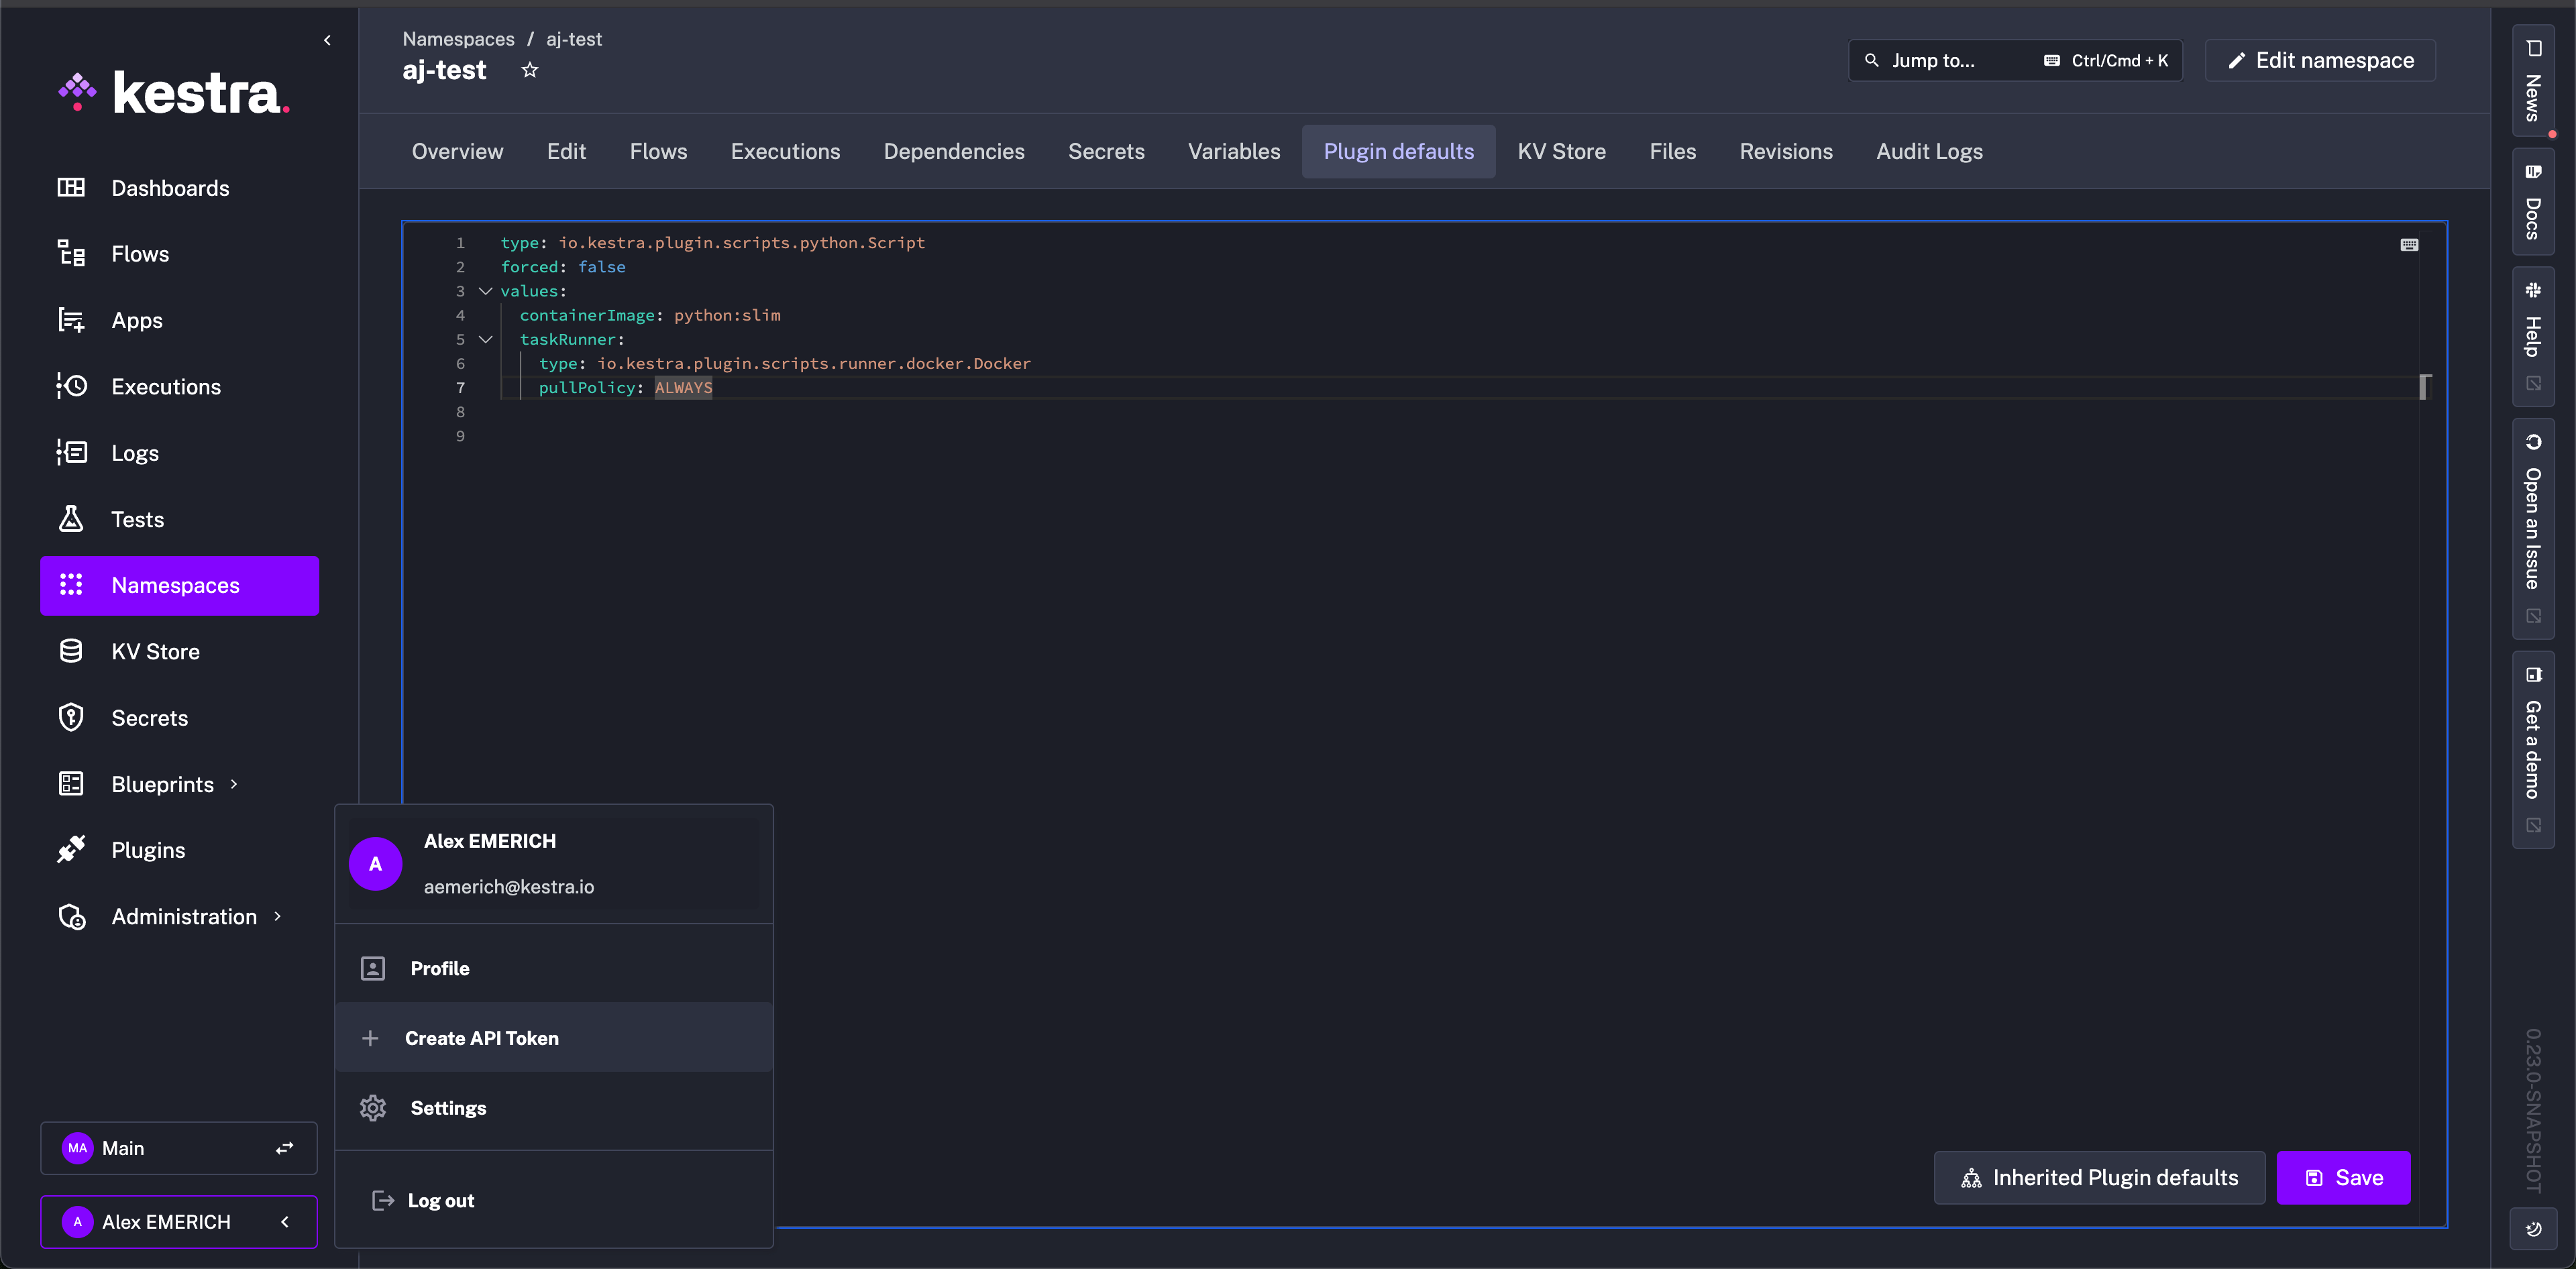 kestra.
Dashboards
Flows
Apps
Executions
Logs
Tests
Namespaces
KV Store
Secrets
Blueprints
Plugins
Administration
MA Main
A Alex EMERICH
Namespaces / aj-test
aj-test
Jump to... Ctrl/Cmd + K
Edit namespace
Overview Edit Flows Executions Dependencies Secrets Variables Plugin defaults KV Store Files Revisions Audit Logs
1 type: io.kestra.plugin.scripts.python.Script
2 forced: false
3 values:
4 containerImage: python:slim
5 taskRunner:
6 type: io.kestra.plugin.scripts.runner.docker.Docker
7 pullPolicy: ALWAYS
8
9
A
Alex EMERICH
aemerich@kestra.io
Profile
Create API Token
Settings
Log out
Inherited Plugin defaults
Save
News
Docs
Help
Open an Issue
Get a demo
0.23.0-SNAPSHOT